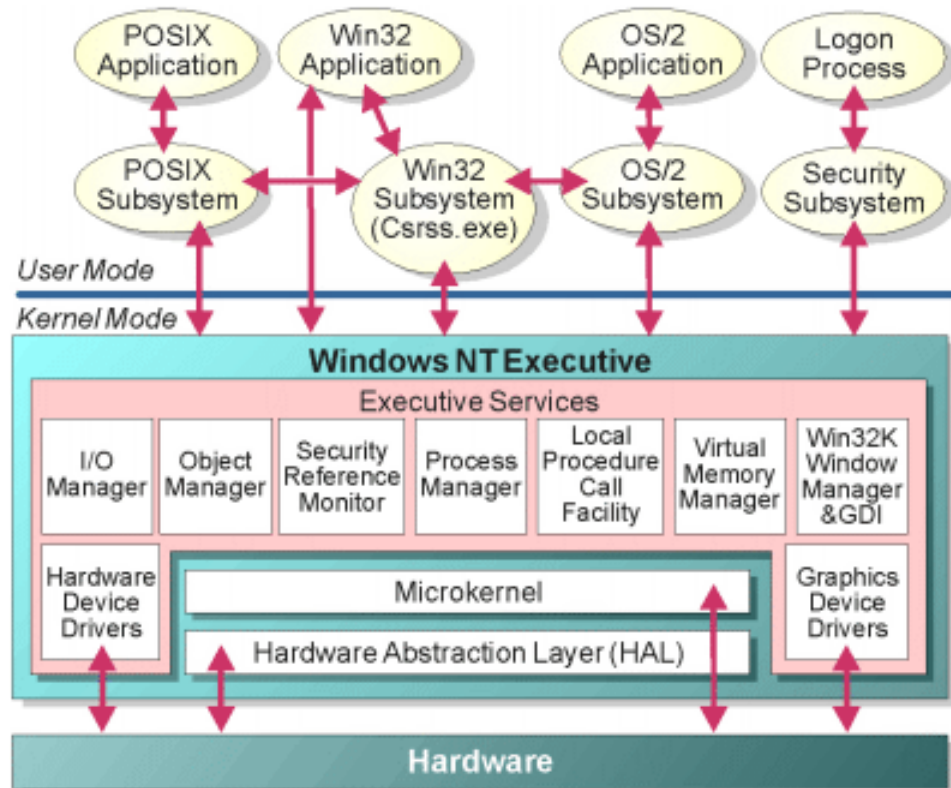 POSIX
Application
Win32
Application
OS/2
Application
Logon
Process
POSIX
Subsystem
Win32
Subsystem
(Csrss.exe)
OS/2
Subsystem
Security
Subsystem
User Mode
Kernel Mode
Windows NT Executive
Executive Services
I/O
Manager
Object
Manager
Security
Reference
Monitor
Process
Manager
Local
Procedure
Call
Facility
Virtual
Memory
Manager
Win32K
Window
Manager
&GDI
Hardware
Device
Drivers
Microkernel
Hardware Abstraction Layer (HAL)
Graphics
Device
Drivers
Hardware